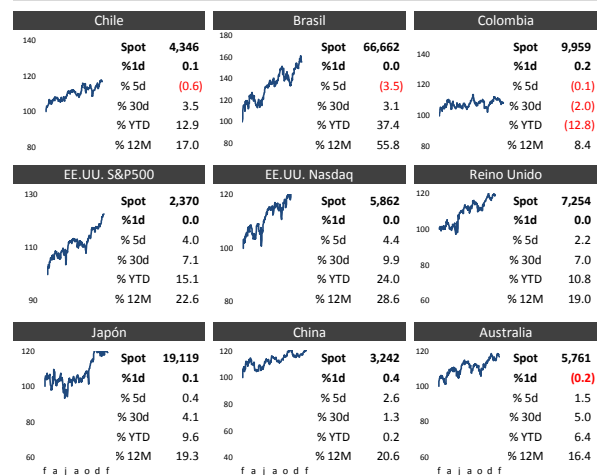 Chile
140
120
100
80
Spot 4,346
%1d 0.1
% 5d (0.6)
% 30d 3.5
% YTD 12.9
% 12M 17.0
Brasil
180
160
140
120
100
80
Spot 66,662
%1d 0.0
% 5d (3.5)
% 30d 3.1
% YTD 37.4
% 12M 55.8
Colombia
140
120
100
80
Spot 9,959
%1d 0.2
% 5d (0.1)
% 30d (2.0)
% YTD (12.8)
% 12M 8.4
EE.UU. S&P500
130
110
90
Spot 2,370
%1d 0.0
% 5d 4.0
% 30d 7.1
% YTD 15.1
% 12M 22.6
EE.UU. Nasdaq
120
100
80
Spot 5,862
%1d 0.0
% 5d 4.4
% 30d 9.9
% YTD 24.0
% 12M 28.6
Reino Unido
120
100
80
60
Spot 7,254
%1d 0.0
% 5d 2.2
% 30d 7.0
% YTD 10.8
% 12M 19.0
Japón
120
100
80
60
f a j a o d f
Spot 19,119
%1d 0.1
% 5d 0.4
% 30d 4.1
% YTD 9.6
% 12M 19.3
China
120
100
80
60
40
f a j a o d f
Spot 3,242
%1d 0.4
% 5d 2.6
% 30d 1.3
% YTD 0.2
% 12M 20.6
Australia
120
100
80
60
f a j a o d f
Spot 5,761
%1d (0.2)
% 5d 1.5
% 30d 5.0
% YTD 6.4
% 12M 16.4